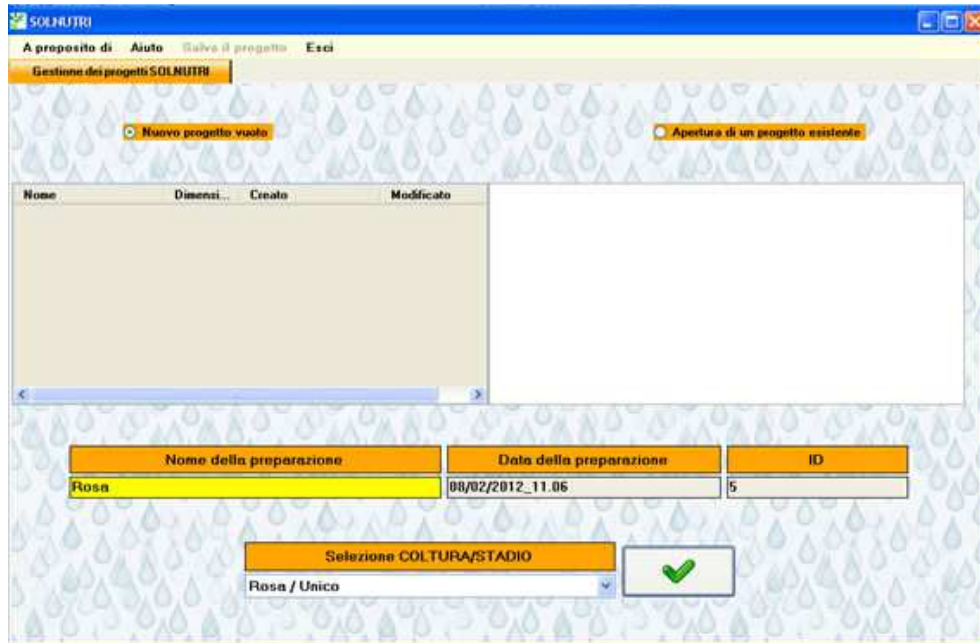 SOLNUTRI
A proposito di Aiuto Salva il progetto Esci
Gestione dei progetti SOLNUTRI
Nuovo progetto vuoto Apertura di un progetto esistente
Nome Dimensi... Creato Modificato
Nome della preparazione Data della preparazione ID
Rosa 08/02/2012_11.06 5
Selezione COLTURA/STADIO
Rosa / Unico